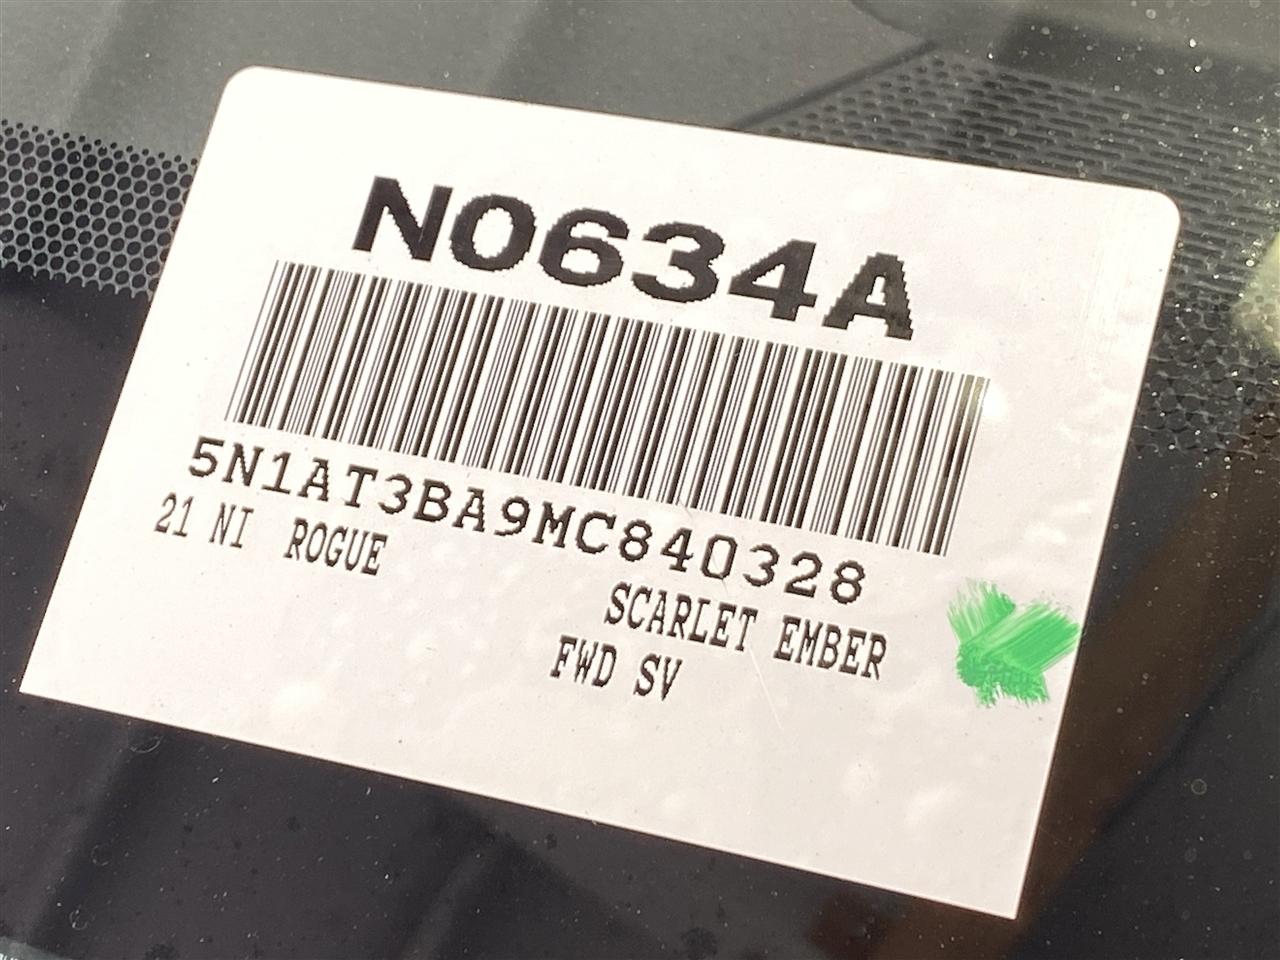 N0634A
5N1AT3BA9MC840328
21 NI ROGUE
SCARLET EMBER
FWD SV